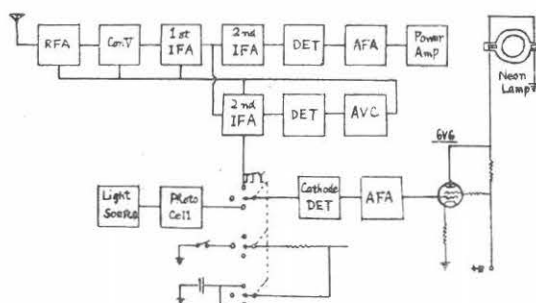 RFA
Con.V
1st
IFA
2nd
IFA
DET
AFA
Power
Amp
Neon
Lamp
2nd
IFA
DET
AVC
6V6
JJY
Light
Source
Photo
Cell
Cathode
DET
AFA
+B